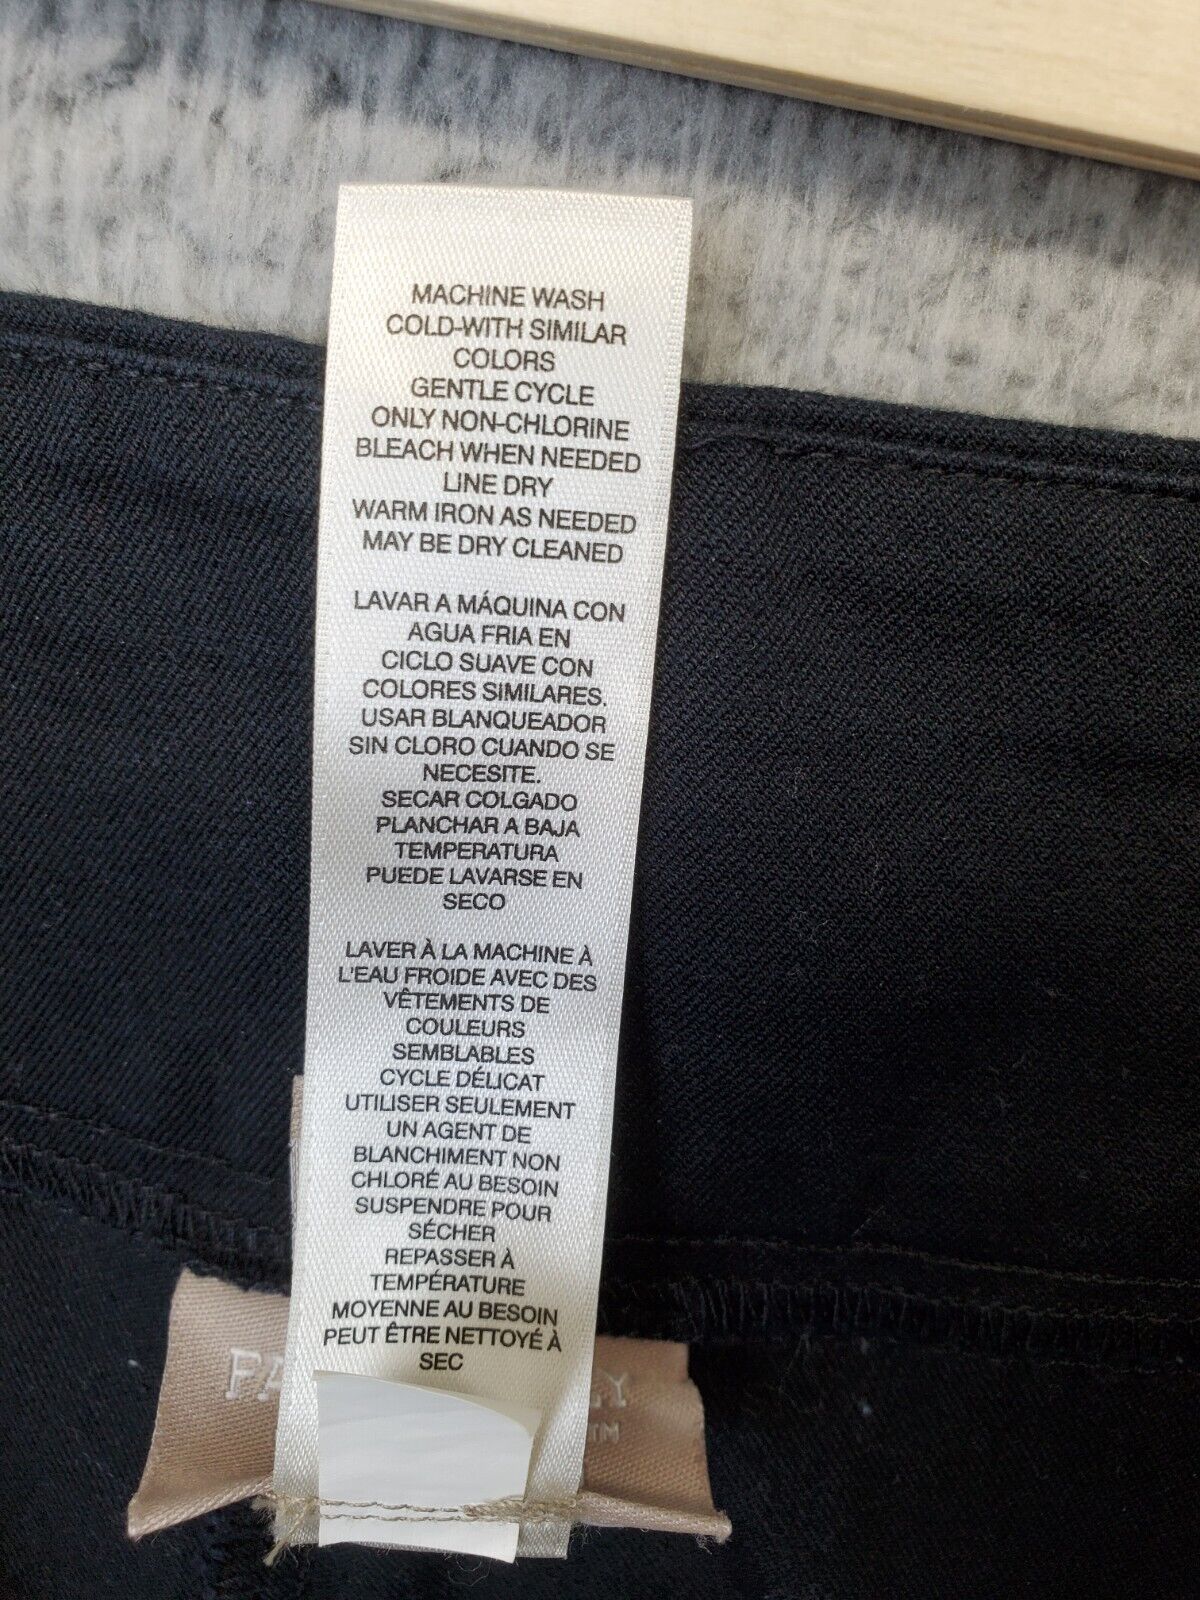 MACHINE WASH
COLD-WITH SIMILAR
COLORS
GENTLE CYCLE
ONLY NON-CHLORINE
BLEACH WHEN NEEDED
LINE DRY
WARM IRON AS NEEDED
MAY BE DRY CLEANED
LAVAR A MÁQUINA CON
AGUA FRIA EN
CICLO SUAVE CON
COLORES SIMILARES.
USAR BLANQUEADOR
SIN CLORO CUANDO SE
NECESITE.
SECAR COLGADO
PLANCHAR A BAJA
TEMPERATURA
PUEDE LAVARSE EN
SECO
LAVER À LA MACHINE À
L'EAU FROIDE AVEC DES
VÊTEMENTS DE
COULEURS
SEMBLABLES
CYCLE DÉLICAT
UTILISER SEULEMENT
UN AGENT DE
BLANCHIMENT NON
CHLORÉ AU BESOIN
SUSPENDRE POUR
SÉCHER
REPASSER À
TEMPÉRATURE
MOYENNE AU BESOIN
PEUT ÊTRE NETTOYÉ À
SEC